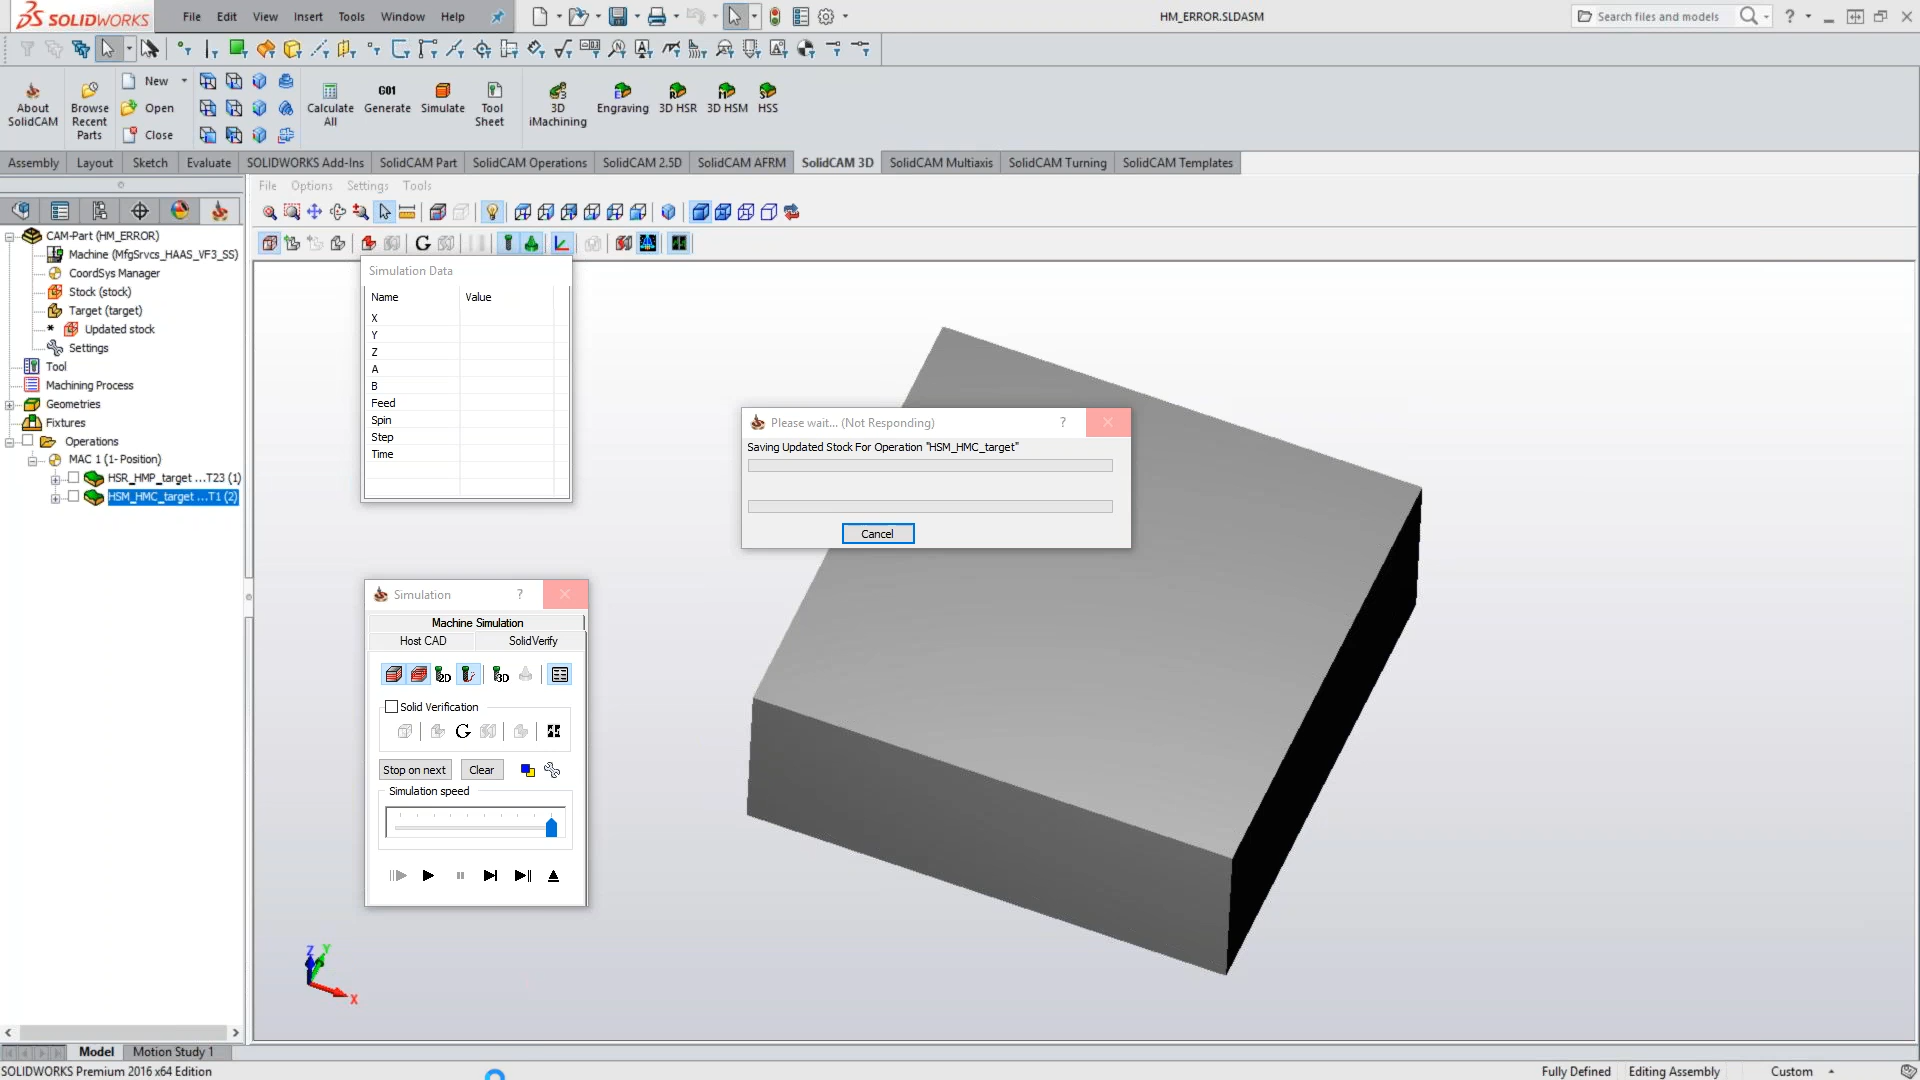 SOLIDWORKS File Edit View Insert Tools Window Help HM_ERROR.SLDASM Search files and models ?
About SolidCAM
Browse Recent Parts
New
Open
Close
Calculate All
G01 Generate
Simulate
Tool Sheet
3D iMachining
Engraving
3D HSR
3D HSM
HSS
Assembly Layout Sketch Evaluate SOLIDWORKS Add-Ins SolidCAM Part SolidCAM Operations SolidCAM 2.5D SolidCAM AFRM SolidCAM 3D SolidCAM Multiaxis SolidCAM Turning SolidCAM Templates
File Options Settings Tools
CAM-Part (HM_ERROR)
Machine (MfgSrvcs_HAAS_VF3_SS)
CoordSys Manager
Stock (stock)
Target (target)
* Updated stock
Settings
Tool
Machining Process
Geometries
Fixtures
Operations
MAC 1 (1- Position)
HSR_HMP_target ...T23 (1)
HSM_HMC_target ...T1 (2)
Simulation Data
Name Value
X
Y
Z
A
B
Feed
Spin
Step
Time
Please wait... (Not Responding) ?
Saving Updated Stock For Operation "HSM_HMC_target"
Cancel
Simulation ?
Machine Simulation
Host CAD SolidVerify
2D 3D
Solid Verification
Stop on next Clear
Simulation speed
Z Y
X
Model Motion Study 1
SOLIDWORKS Premium 2016 x64 Edition Fully Defined Editing Assembly Custom